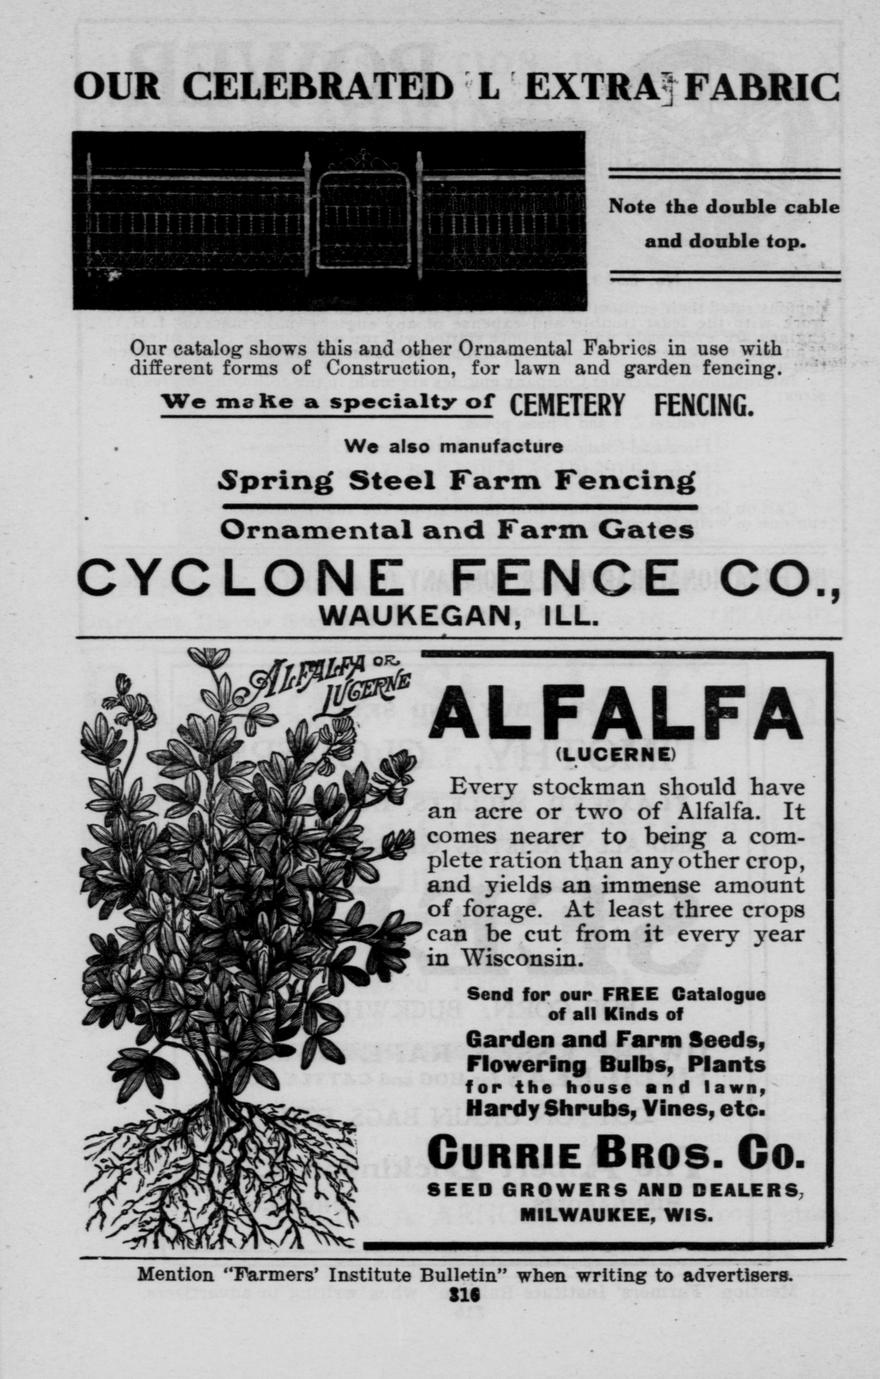 OUR CELEBRATED "L" EXTRA FABRIC
Note the double cable
and double top.
Our catalog shows this and other Ornamental Fabrics in use with
different forms of Construction, for lawn and garden fencing.
We make a specialty of CEMETERY FENCING.
We also manufacture
Spring Steel Farm Fencing
Ornamental and Farm Gates
CYCLONE FENCE CO.,
WAUKEGAN, ILL.
ALFALFA OR
LUCERNE
ALFALFA
(LUCERNE)
Every stockman should have
an acre or two of Alfalfa. It
comes nearer to being a com-
plete ration than any other crop,
and yields an immense amount
of forage. At least three crops
can be cut from it every year
in Wisconsin.
Send for our FREE Catalogue
of all Kinds of
Garden and Farm Seeds,
Flowering Bulbs, Plants
for the house and lawn,
Hardy Shrubs, Vines, etc.
CURRIE BROS. CO.
SEED GROWERS AND DEALERS,
MILWAUKEE, WIS.
Mention "Farmers' Institute Bulletin" when writing to advertisers.
316